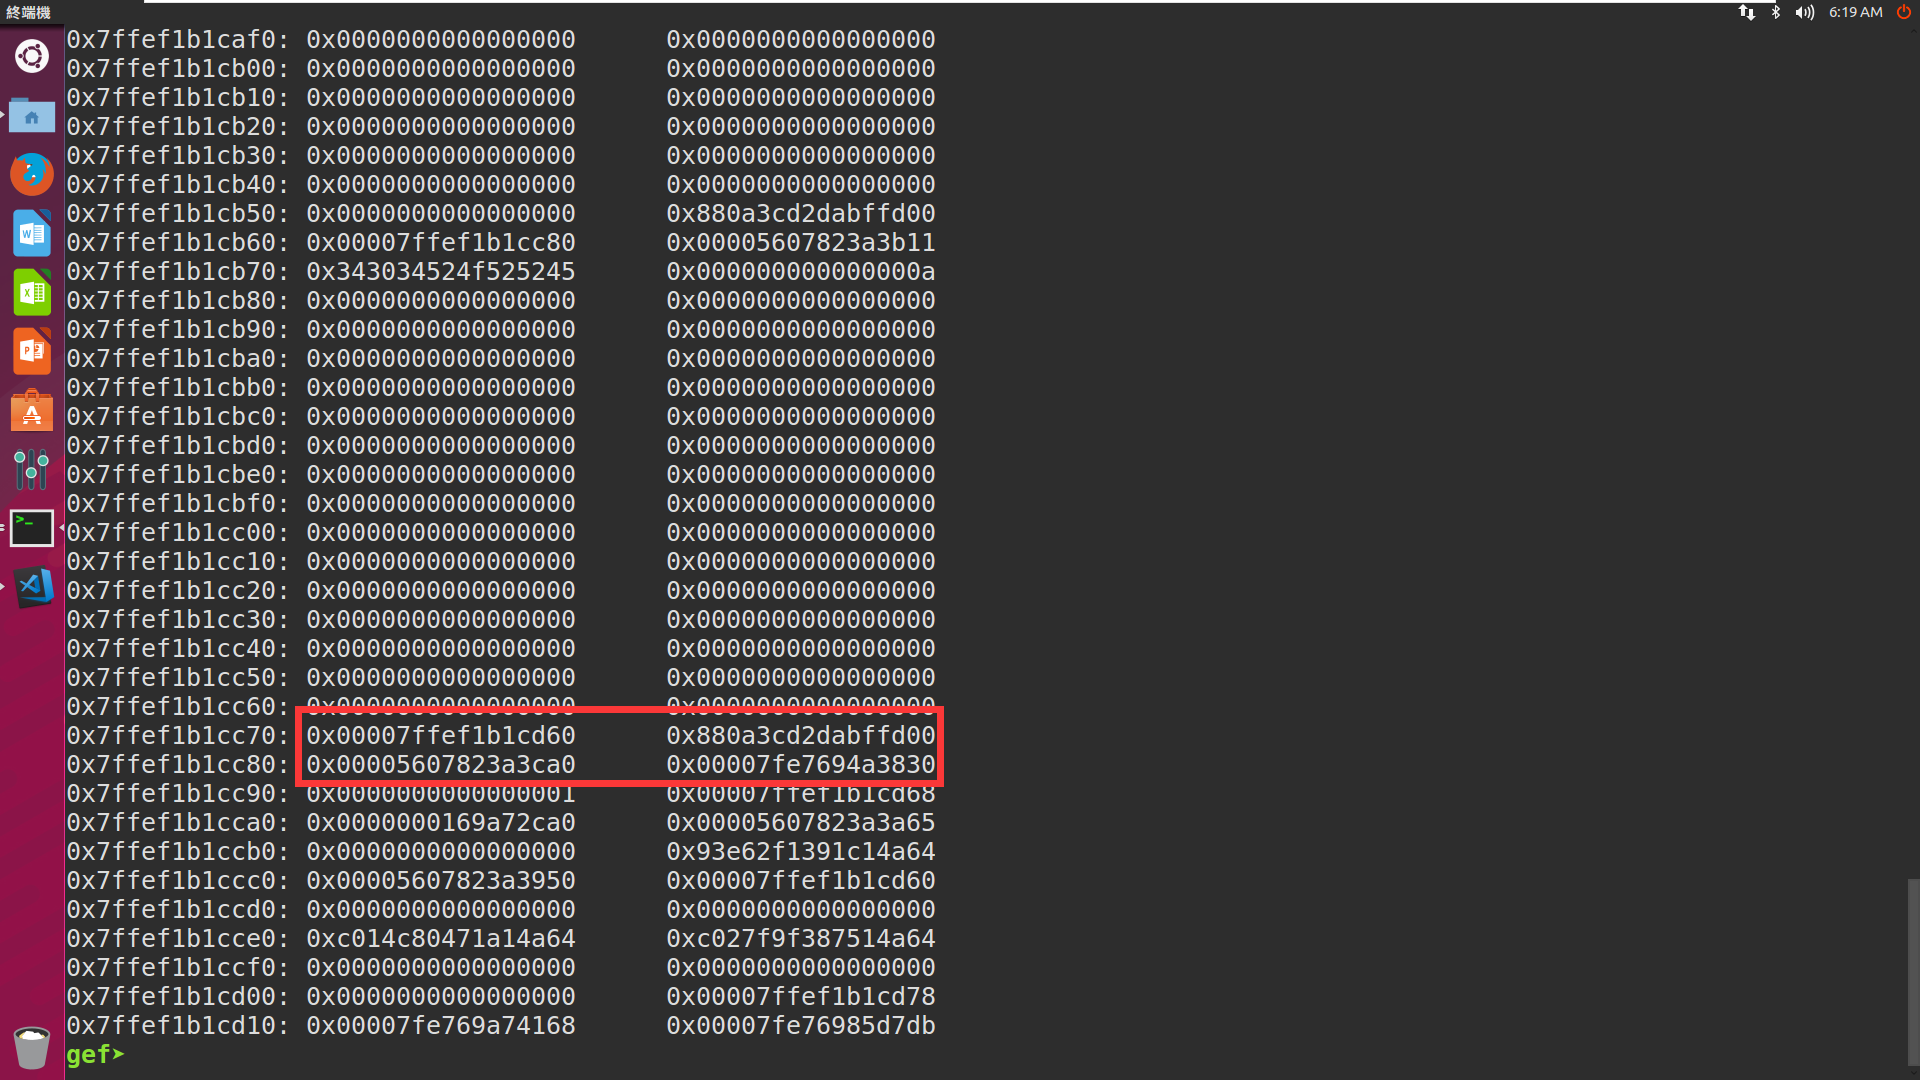 終端機
6:19 AM
0x7ffef1b1caf0: 0x0000000000000000 0x0000000000000000
0x7ffef1b1cb00: 0x0000000000000000 0x0000000000000000
0x7ffef1b1cb10: 0x0000000000000000 0x0000000000000000
0x7ffef1b1cb20: 0x0000000000000000 0x0000000000000000
0x7ffef1b1cb30: 0x0000000000000000 0x0000000000000000
0x7ffef1b1cb40: 0x0000000000000000 0x0000000000000000
0x7ffef1b1cb50: 0x0000000000000000 0x880a3cd2dabffd00
0x7ffef1b1cb60: 0x00007ffef1b1cc80 0x00005607823a3b11
0x7ffef1b1cb70: 0x343034524f525245 0x000000000000000a
0x7ffef1b1cb80: 0x0000000000000000 0x0000000000000000
0x7ffef1b1cb90: 0x0000000000000000 0x0000000000000000
0x7ffef1b1cba0: 0x0000000000000000 0x0000000000000000
0x7ffef1b1cbb0: 0x0000000000000000 0x0000000000000000
0x7ffef1b1cbc0: 0x0000000000000000 0x0000000000000000
0x7ffef1b1cbd0: 0x0000000000000000 0x0000000000000000
0x7ffef1b1cbe0: 0x0000000000000000 0x0000000000000000
0x7ffef1b1cbf0: 0x0000000000000000 0x0000000000000000
0x7ffef1b1cc00: 0x0000000000000000 0x0000000000000000
0x7ffef1b1cc10: 0x0000000000000000 0x0000000000000000
0x7ffef1b1cc20: 0x0000000000000000 0x0000000000000000
0x7ffef1b1cc30: 0x0000000000000000 0x0000000000000000
0x7ffef1b1cc40: 0x0000000000000000 0x0000000000000000
0x7ffef1b1cc50: 0x0000000000000000 0x0000000000000000
0x7ffef1b1cc60: 0x0000000000000000 0x0000000000000000
0x7ffef1b1cc70: 0x00007ffef1b1cd60 0x880a3cd2dabffd00
0x7ffef1b1cc80: 0x00005607823a3ca0 0x00007fe7694a3830
0x7ffef1b1cc90: 0x0000000000000001 0x00007ffef1b1cd68
0x7ffef1b1cca0: 0x0000000169a72ca0 0x00005607823a3a65
0x7ffef1b1ccb0: 0x0000000000000000 0x93e62f1391c14a64
0x7ffef1b1ccc0: 0x00005607823a3950 0x00007ffef1b1cd60
0x7ffef1b1ccd0: 0x0000000000000000 0x0000000000000000
0x7ffef1b1cce0: 0xc014c80471a14a64 0xc027f9f387514a64
0x7ffef1b1ccf0: 0x0000000000000000 0x0000000000000000
0x7ffef1b1cd00: 0x0000000000000000 0x00007ffef1b1cd78
0x7ffef1b1cd10: 0x00007fe769a74168 0x00007fe76985d7db
gef➤